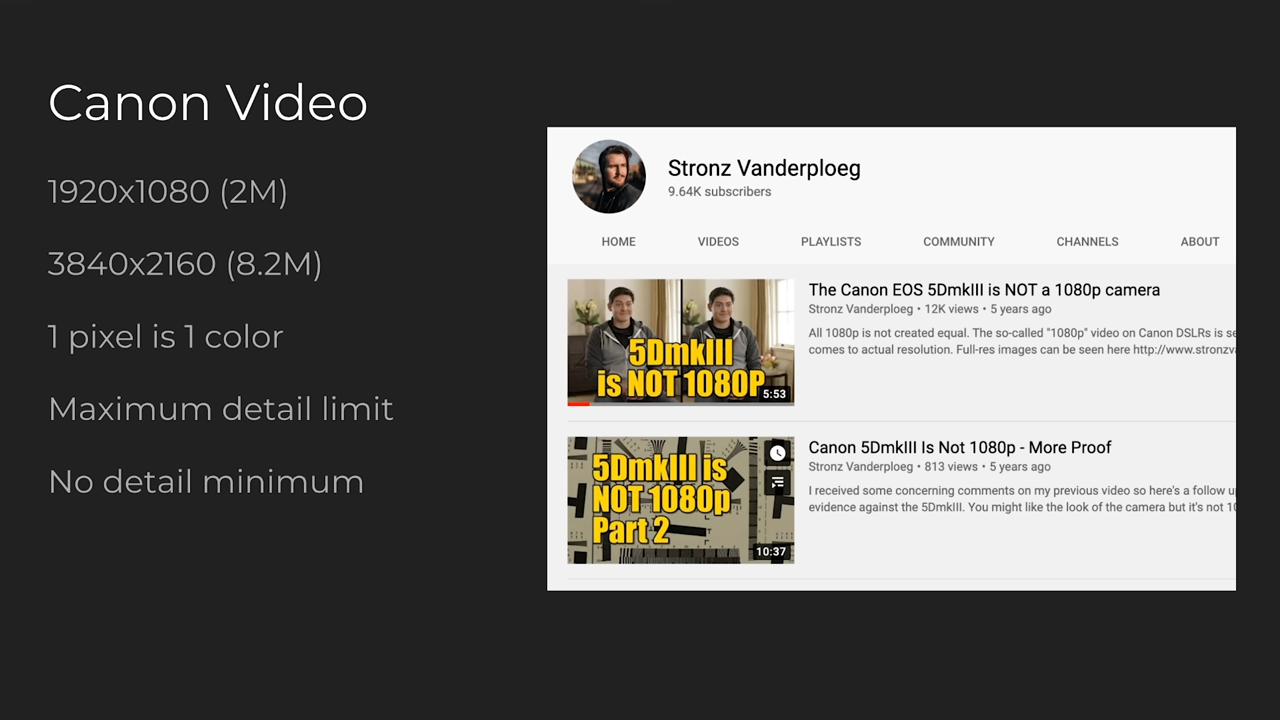 Canon Video
1920x1080 (2M)
3840x2160 (8.2M)
1 pixel is 1 color
Maximum detail limit
No detail minimum
Stronz Vanderploeg
9.64K subscribers
HOME VIDEOS PLAYLISTS COMMUNITY CHANNELS ABOUT
5DmkIII
is NOT 1080P
5:53
The Canon EOS 5DmkIII is NOT a 1080p camera
Stronz Vanderploeg • 12K views • 5 years ago
All 1080p is not created equal. The so-called "1080p" video on Canon DSLRs is se
comes to actual resolution. Full-res images can be seen here http://www.stronzv
5DmkIII is
NOT 1080p
Part 2
10:37
Canon 5DmkIII Is Not 1080p - More Proof
Stronz Vanderploeg • 813 views • 5 years ago
I received some concerning comments on my previous video so here's a follow u
evidence against the 5DmkIII. You might like the look of the camera but it's not 10